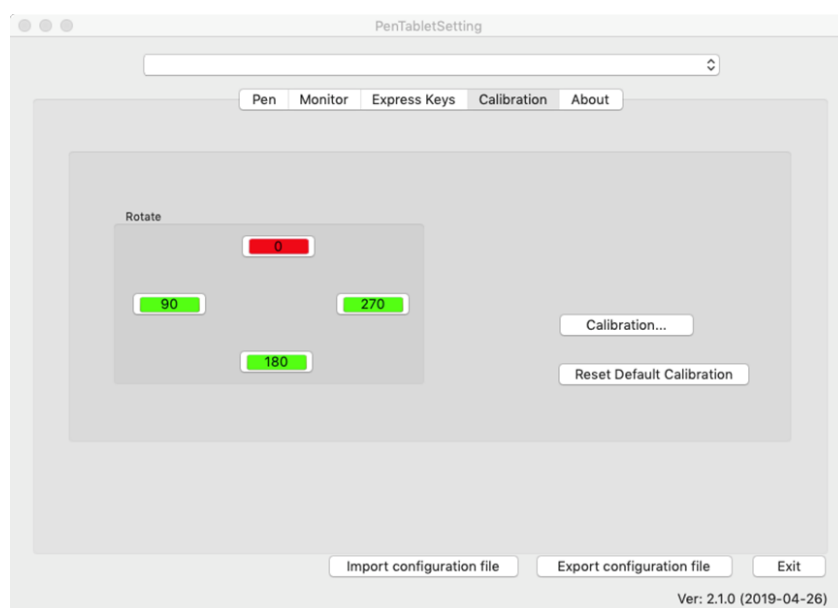 PenTabletSetting
Pen Monitor Express Keys Calibration About
Rotate
0
90 270
180
Calibration...
Reset Default Calibration
Import configuration file Export configuration file Exit
Ver: 2.1.0 (2019-04-26)